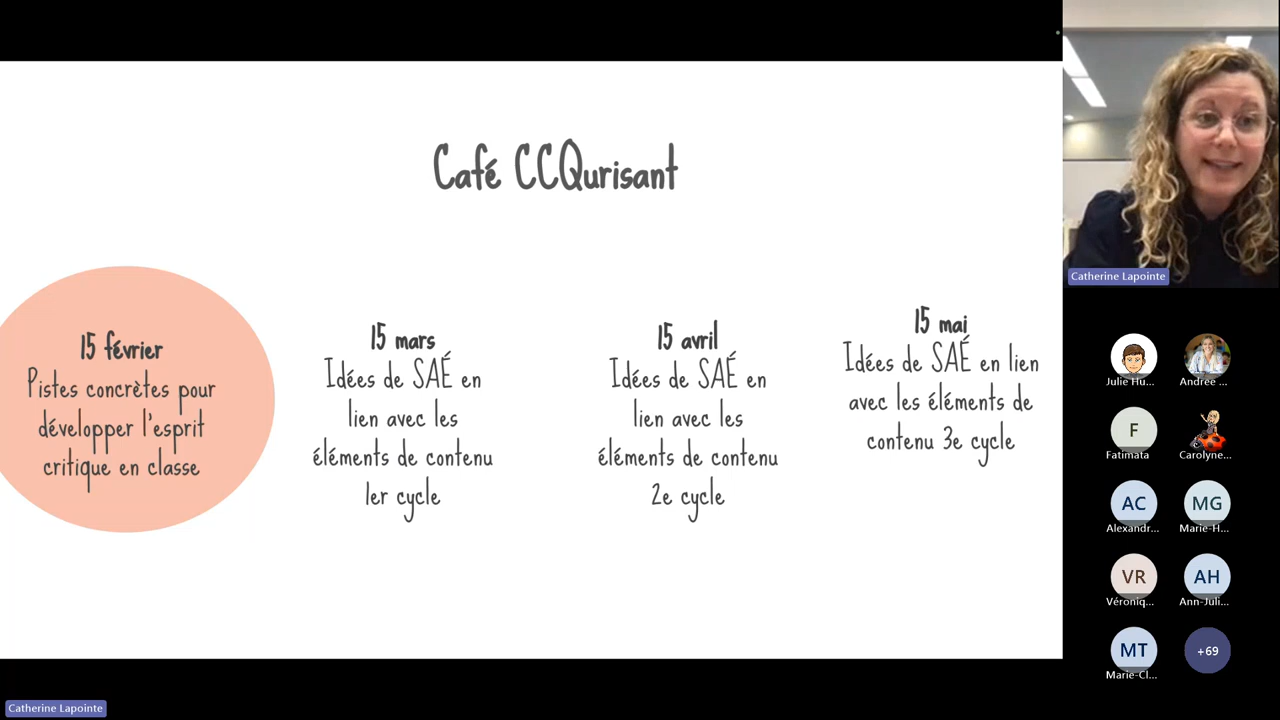 Café CCQurisant
15 février
Pistes concrètes pour
développer l'esprit
critique en classe
15 mars
Idées de SAÉ en
lien avec les
éléments de contenu
1er cycle
15 avril
Idées de SAÉ en
lien avec les
éléments de contenu
2e cycle
15 mai
Idées de SAÉ en lien
avec les éléments de
contenu 3e cycle
Catherine Lapointe
Julie Hu...
Andrée ...
F
Fatimata
Carolyne...
AC
Alexandr...
MG
Marie-H...
VR
Véroniq...
AH
Ann-Juli...
MT
Marie-Cl...
+69
Catherine Lapointe